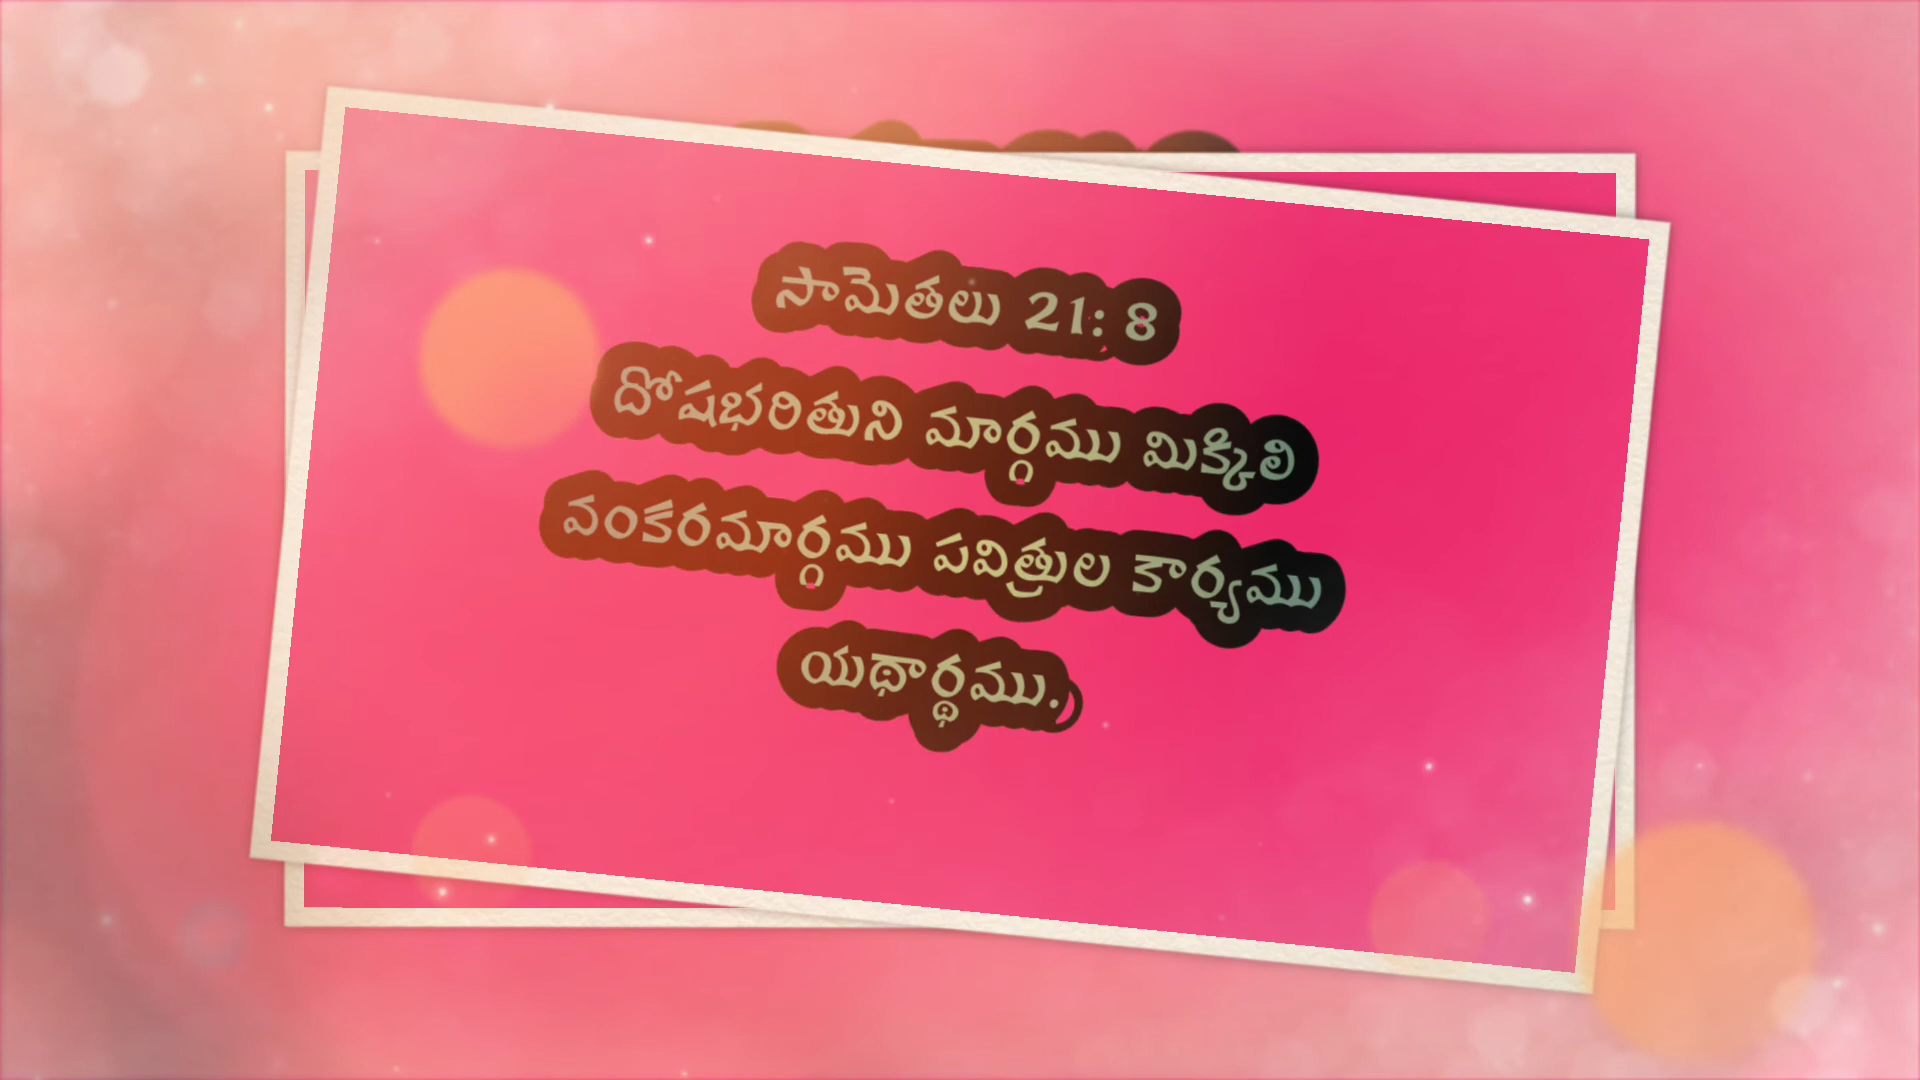 సామెతలు 21: 8
దోషభరితుని మార్గము మిక్కిలి
వంకరమార్గము పవిత్రుల కార్యము
యథార్థము.